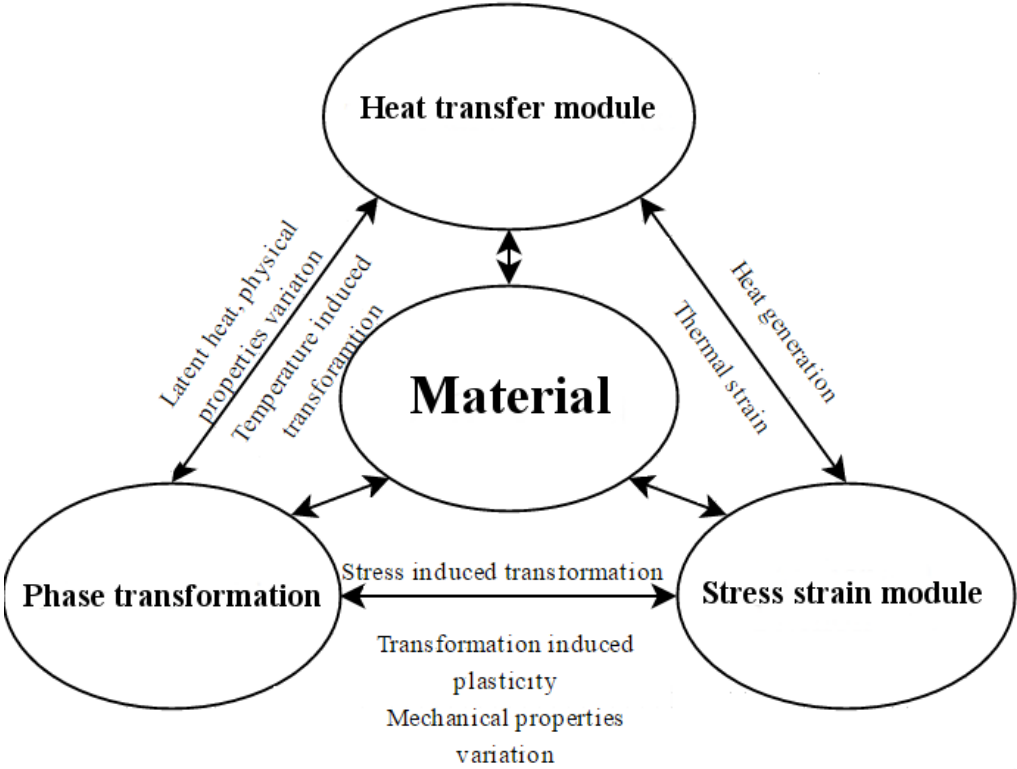 Heat transfer module
Latent heat, physical
properties variaton
Temperature induced
transforamtion
Heat generation
Thermal strain
Material
Phase transformation
Stress induced transformation
Stress strain module
Transformation induced
plasticity
Mechanical properties
variation